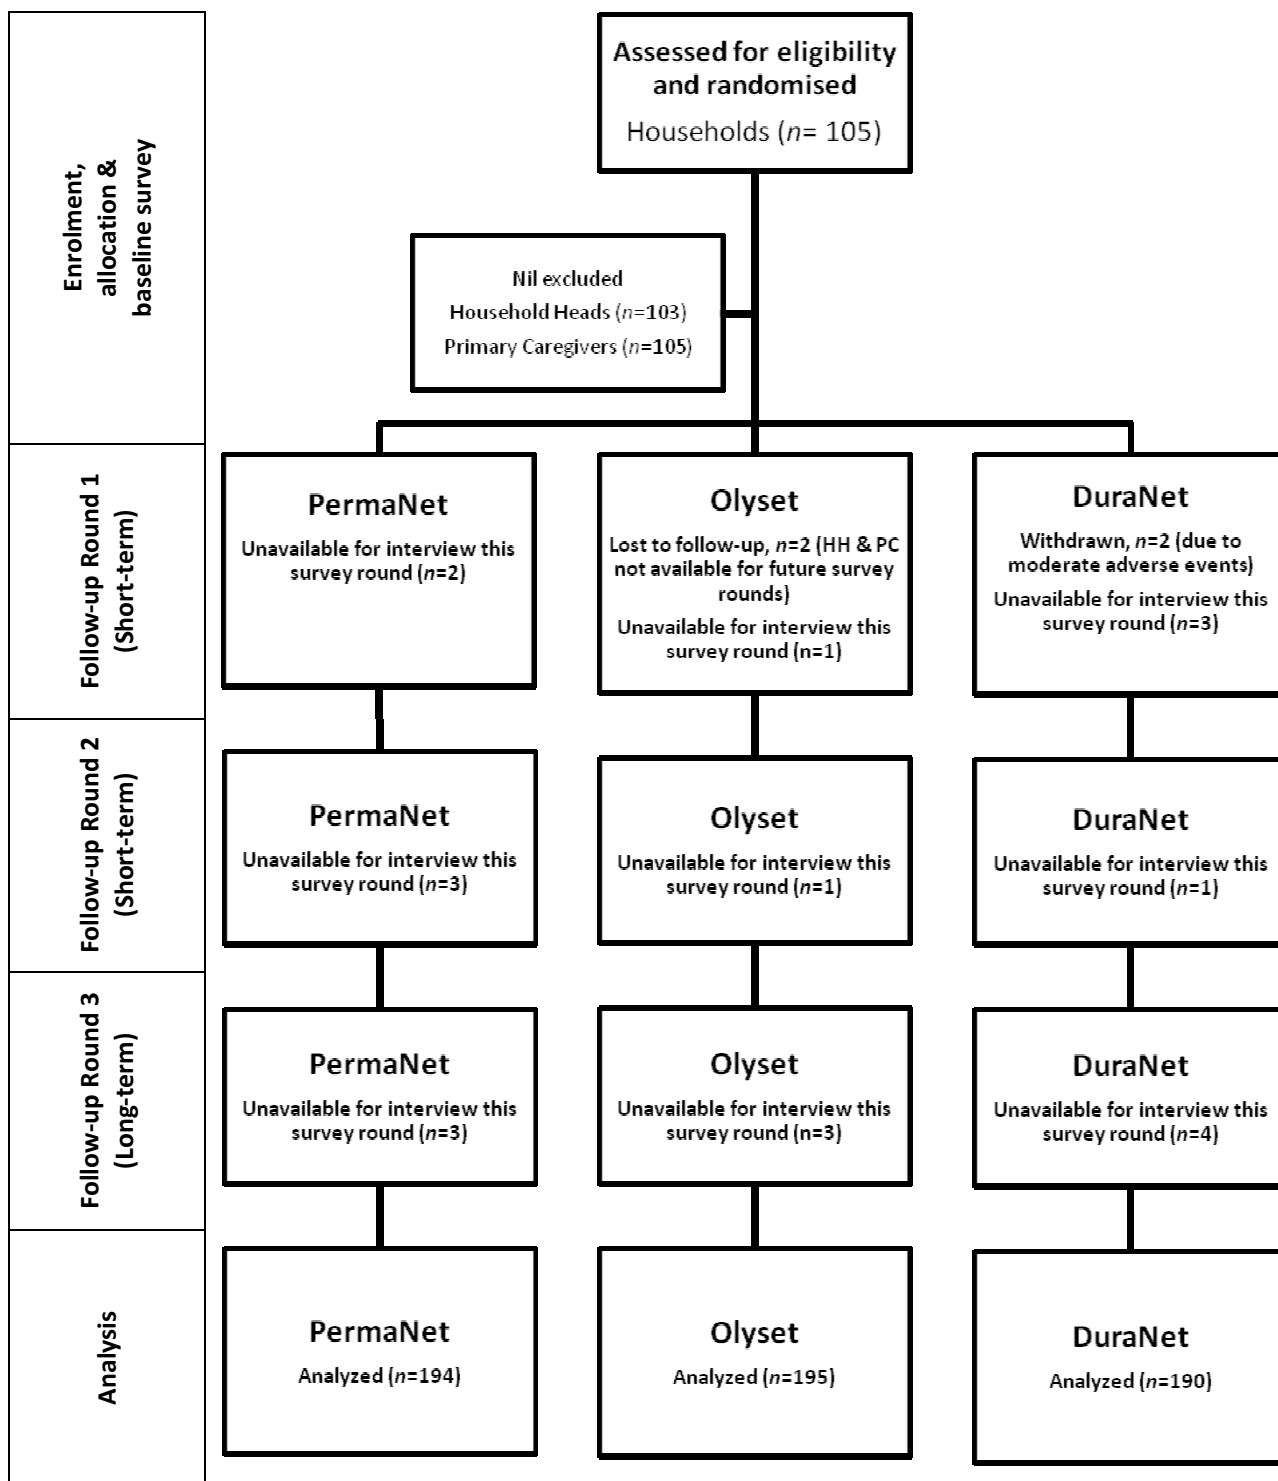 Enrolment,
allocation &
baseline survey
Assessed for eligibility
and randomised
Households (n= 105)
Nil excluded
Household Heads (n=103)
Primary Caregivers (n=105)
Follow-up Round 1
(Short-term)
PermaNet
Unavailable for interview this
survey round (n=2)
Olyset
Lost to follow-up, n=2 (HH & PC
not available for future survey
rounds)
Unavailable for interview this
survey round (n=1)
DuraNet
Withdrawn, n=2 (due to
moderate adverse events)
Unavailable for interview this
survey round (n=3)
Follow-up Round 2
(Short-term)
PermaNet
Unavailable for interview this
survey round (n=3)
Olyset
Unavailable for interview this
survey round (n=1)
DuraNet
Unavailable for interview this
survey round (n=1)
Follow-up Round 3
(Long-term)
PermaNet
Unavailable for interview this
survey round (n=3)
Olyset
Unavailable for interview this
survey round (n=3)
DuraNet
Unavailable for interview this
survey round (n=4)
Analysis
PermaNet
Analyzed (n=194)
Olyset
Analyzed (n=195)
DuraNet
Analyzed (n=190)